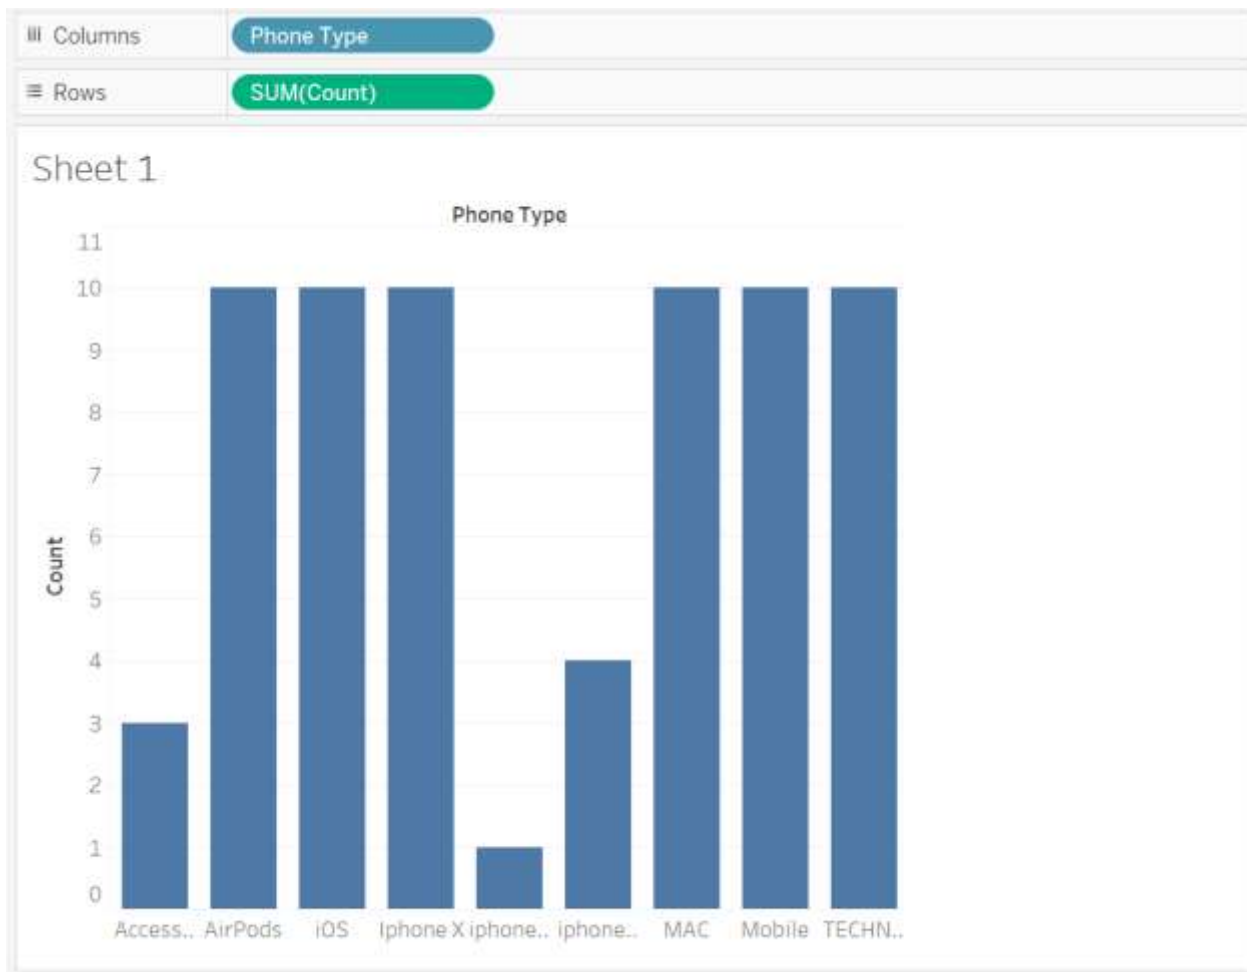 Columns Phone Type
Rows SUM(Count)
Sheet 1
Phone Type
11
10
9
8
7
6
5
4
3
2
1
0
Count
Access.. AirPods iOS Iphone X iphone.. iphone.. MAC Mobile TECHN..